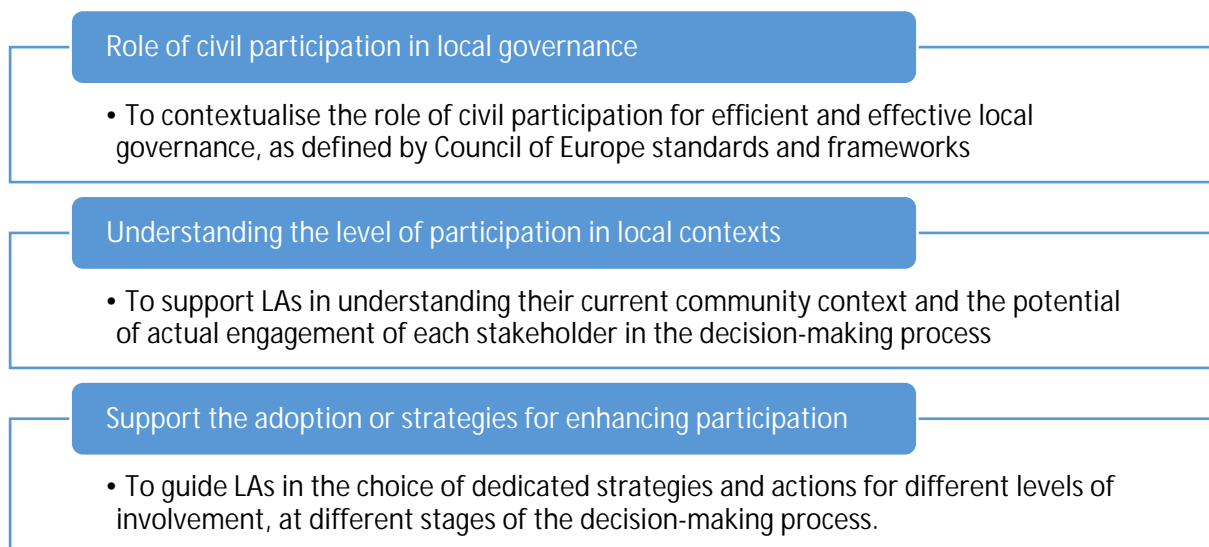 Role of civil participation in local governance
• To contextualise the role of civil participation for efficient and effective local
governance, as defined by Council of Europe standards and frameworks
Understanding the level of participation in local contexts
• To support LAs in understanding their current community context and the potential
of actual engagement of each stakeholder in the decision-making process
Support the adoption or strategies for enhancing participation
• To guide LAs in the choice of dedicated strategies and actions for different levels of
involvement, at different stages of the decision-making process.